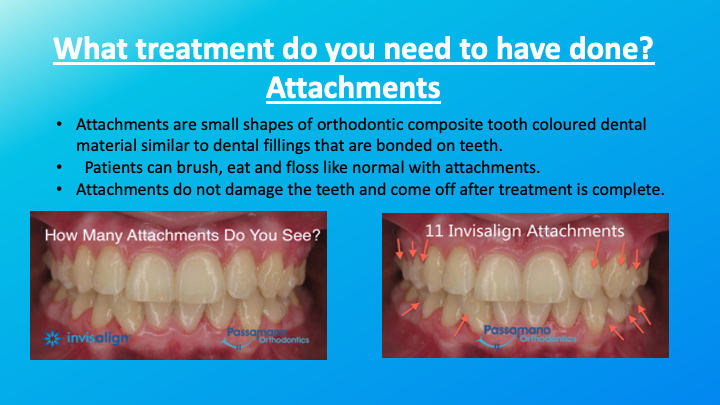 What treatment do you need to have done?
Attachments
• Attachments are small shapes of orthodontic composite tooth coloured dental
material similar to dental fillings that are bonded on teeth.
• Patients can brush, eat and floss like normal with attachments.
• Attachments do not damage the teeth and come off after treatment is complete.
How Many Attachments Do You See?
invisalign
Passamano
Orthodontics
11 Invisalign Attachments
Passamano
Orthodontics